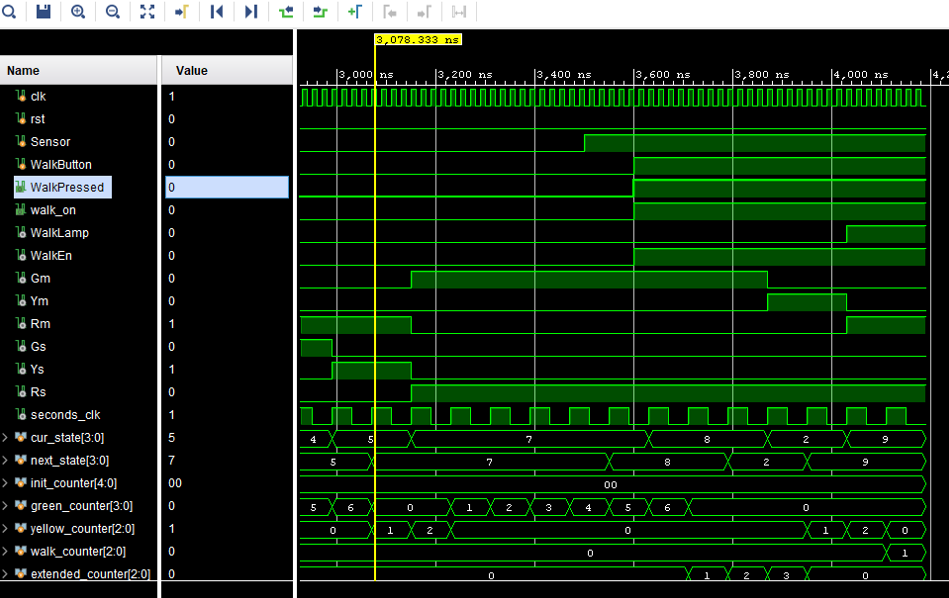 3,078.333 ns
Name Value
3,000 ns 3,200 ns 3,400 ns 3,600 ns 3,800 ns 4,000 ns 4,2
clk 1
rst 0
Sensor 0
WalkButton 0
WalkPressed 0
walk_on 0
WalkLamp 0
WalkEn 0
Gm 0
Ym 0
Rm 1
Gs 0
Ys 1
Rs 0
seconds_clk 1
cur_state[3:0] 5 4 5 7 8 2 9
next_state[3:0] 7 5 7 8 2 9
init_counter[4:0] 00 00
green_counter[3:0] 0 5 6 0 1 2 3 4 5 6 0
yellow_counter[2:0] 1 0 1 2 0 1 2 0
walk_counter[2:0] 0 0 1
extended_counter[2:0] 0 0 1 2 3 0